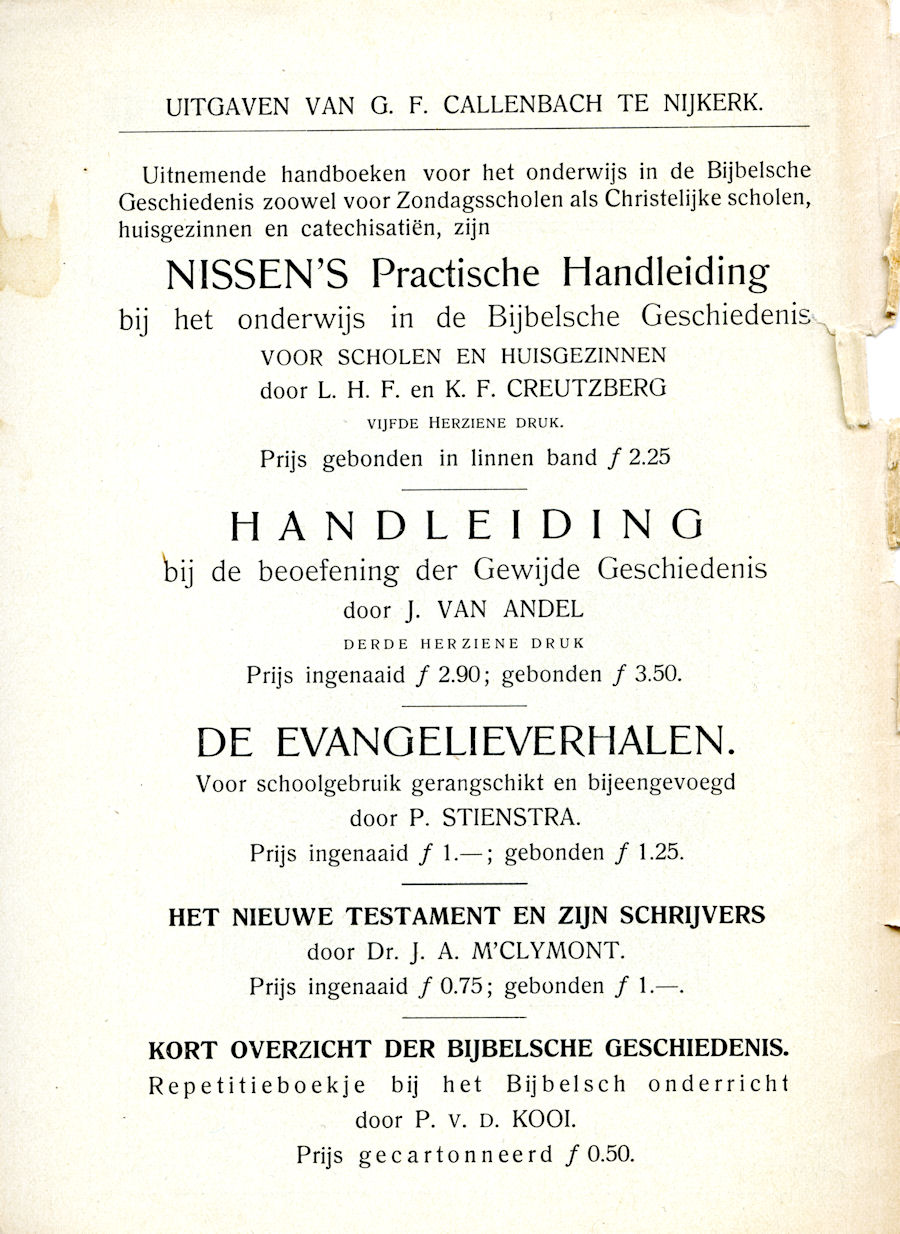 UITGAVEN VAN G. F. CALLENBACH TE NIJKERK.
Uitnemende handboeken voor het onderwijs in de Bijbelsche
Geschiedenis zoowel voor Zondagsscholen als Christelijke scholen,
huisgezinnen en catechisatiën, zijn
NISSEN'S Practische Handleiding
bij het onderwijs in de Bijbelsche Geschiedenis
VOOR SCHOLEN EN HUISGEZINNEN
door L. H. F. en K. F. CREUTZBERG
VIJFDE HERZIENE DRUK.
Prijs gebonden in linnen band ƒ 2.25
HANDLEIDING
bij de beoefening der Gewijde Geschiedenis
door J. VAN ANDEL
DERDE HERZIENE DRUK
Prijs ingenaaid ƒ 2.90; gebonden ƒ 3.50.
DE EVANGELIEVERHALEN.
Voor schoolgebruik gerangschikt en bijeengevoegd
door P. STIENSTRA.
Prijs ingenaaid ƒ 1.—; gebonden ƒ 1.25.
HET NIEUWE TESTAMENT EN ZIJN SCHRIJVERS
door Dr. J. A. M'CLYMONT.
Prijs ingenaaid ƒ 0.75; gebonden ƒ 1.—.
KORT OVERZICHT DER BIJBELSCHE GESCHIEDENIS.
Repetitieboekje bij het Bijbelsch onderricht
door P. V. D. KOOI.
Prijs gecartonneerd ƒ 0.50.